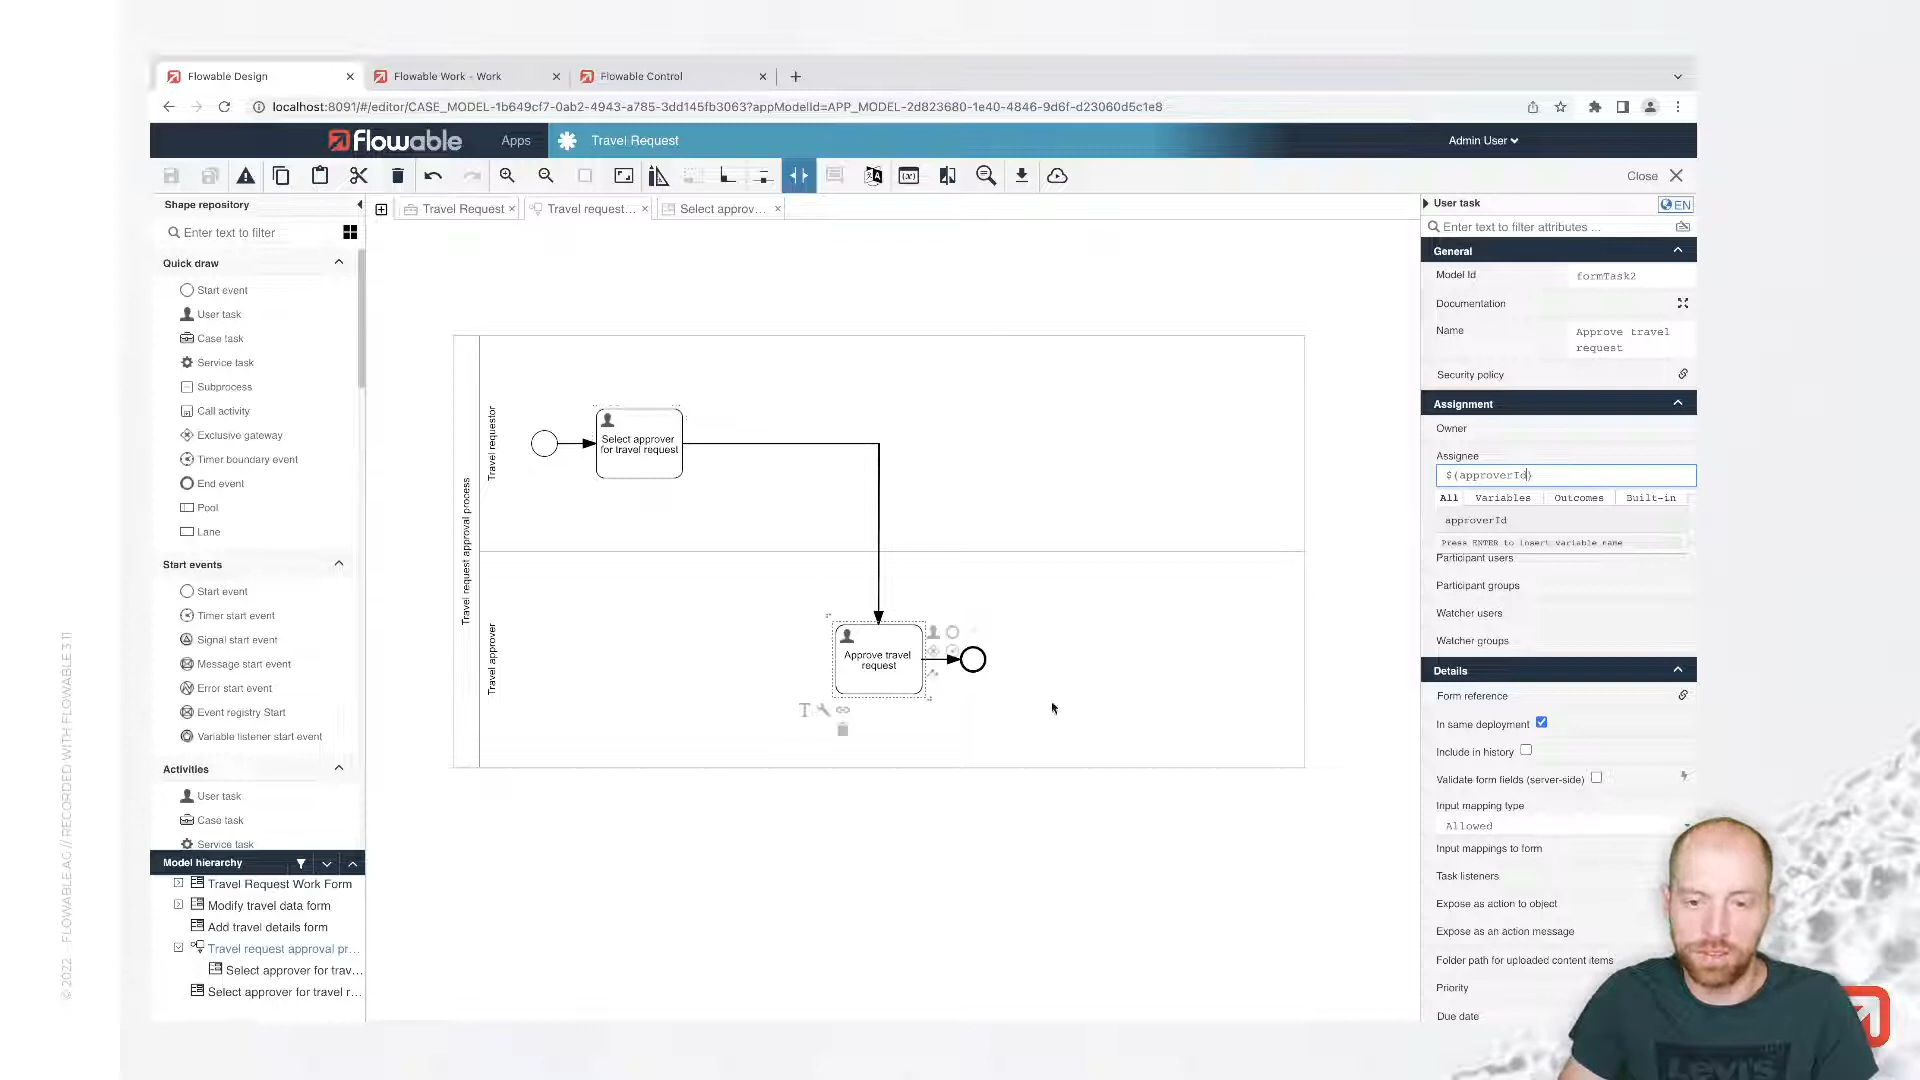 Flowable Design
Flowable Work - Work
Flowable Control
localhost:8091/#/editor/CASE_MODEL-1b649cf7-0ab2-4943-a785-3dd145fb3063?appModelId=APP_MODEL-2d823680-1e40-4846-9d6f-d23060d5c1e8
Flowable
Apps
Travel Request
Admin User
Close
Shape repository
Travel Request
Travel request...
Select approv...
User task
EN
Enter text to filter
Enter text to filter attributes ...
Quick draw
Start event
User task
Case task
Service task
Subprocess
Call activity
Exclusive gateway
Timer boundary event
End event
Pool
Lane
Start events
Start event
Timer start event
Signal start event
Message start event
Error start event
Event registry Start
Variable listener start event
Activities
User task
Case task
Service task
Model hierarchy
Travel Request Work Form
Modify travel data form
Add travel details form
Travel request approval pr...
Select approver for trav...
Select approver for travel r...
Travel request approval process
Travel requestor
Select approver
for travel request
Travel approver
Approve travel
request
General
Model Id
formTask2
Documentation
Name
Approve travel
request
Security policy
Assignment
Owner
Assignee
${approverId}
All
Variables
Outcomes
Built-in
approverId
Press ENTER to insert variable name
Participant users
Participant groups
Watcher users
Watcher groups
Details
Form reference
In same deployment
Include in history
Validate form fields (server-side)
Input mapping type
Allowed
Input mappings to form
Task listeners
Expose as action to object
Expose as an action message
Folder path for uploaded content items
Priority
Due date
© 2022 FLOWABLE AG // RECORDED WITH FLOWABLE 3.11
Levi's